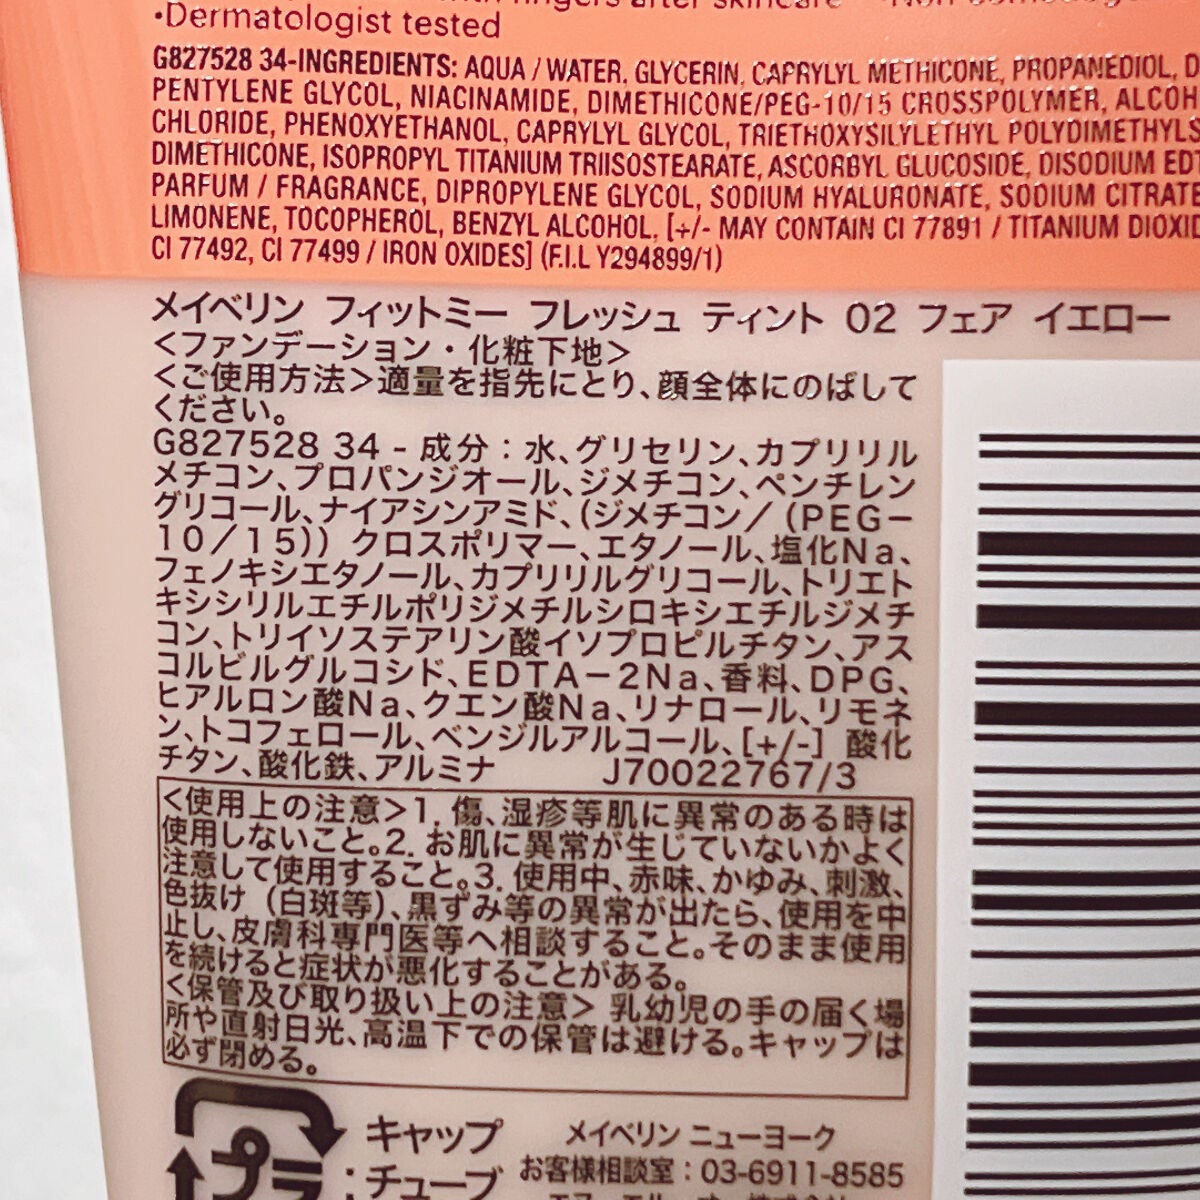 •Dermatologist tested
G827528 34-INGREDIENTS: AQUA / WATER, GLYCERIN, CAPRYLYL METHICONE, PROPANEDIOL,
PENTYLENE GLYCOL, NIACINAMIDE, DIMETHICONE/PEG-10/15 CROSSPOLYMER,
CHLORIDE, PHENOXYETHANOL, CAPRYLYL GLYCOL,
DIMETHICONE, ISOPROPYL TITANIUM TRIISOSTEARATE, ASCORBYL GLUCOSIDE, DISODIUM
PARFUM / FRAGRANCE, DIPROPYLENE GLYCOL, SODIUM HYALURONATE, SODIUM CITRATE
LIMONENE, TOCOPHEROL, BENZYL ALCOHOL, [+/- MAY CONTAIN CI 77891 / TITANIUM
CI 77492, CI 77499 / IRON OXIDES] (F.I.L Y294899/1)
メイベリン フィットミー フレッシュ ティント 02 フェア イエロー
＜ファンデーション・化粧下地＞
＜ご使用方法＞適量を指先にとり、顔全体にのばして
ください。
G827528 34 - 成分：水、グリセリン、カプリリル
メチコン、プロパンジオール、ジメチコン、ペンチレン
グリコール、ナイアシンアミド、(ジメチコン／（PEG－
10／15)）クロスポリマー、エタノール、塩化Na、
フェノキシエタノール、カプリリルグリコール、トリエト
キシシリルエチルポリジメチルシロキシエチルジメチ
コン、トリイソステアリン酸イソプロピルチタン、アス
コルビルグルコシド、EDTA－2Na、香料、DPG、
ヒアルロン酸Na、クエン酸Na、リナロール、リモネ
ン、トコフェロール、ベンジルアルコール、[+/-] 酸化
チタン、酸化鉄、アルミナ J70022767/3
＜使用上の注意＞1. 傷、湿疹等肌に異常のある時は
使用しないこと。2. お肌に異常が生じていないかよく
注意して使用すること。3. 使用中、赤味、かゆみ、刺激、
色抜け（白斑等）、黒ずみ等の異常が出たら、使用を中
止し、皮膚科専門医等へ相談すること。そのまま使用
を続けると症状が悪化することがある。
＜保管及び取り扱い上の注意＞ 乳幼児の手の届く場
所や直射日光、高温下での保管は避ける。キャップは
必ず閉める。
プラ
キャップ
：チューブ
メイベリン ニューヨーク
お客様相談室：03-6911-8585